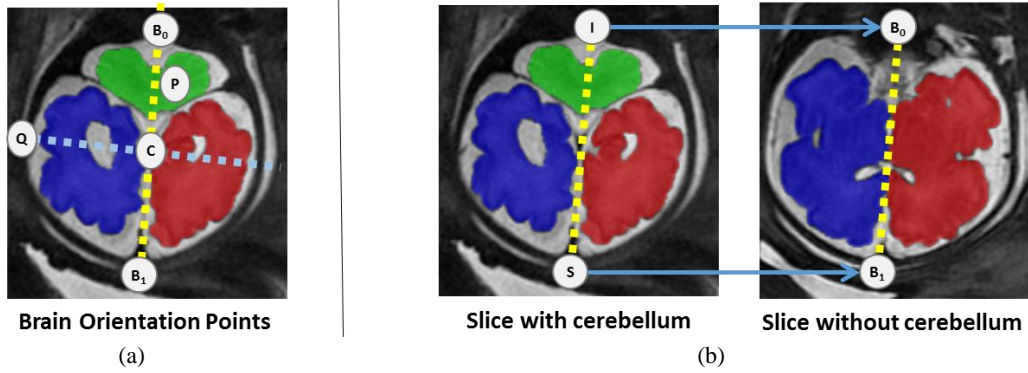 B₀
P
Q
C
B₁
Brain Orientation Points
(a)
I
B₀
S
B₁
Slice with cerebellum
Slice without cerebellum
(b)